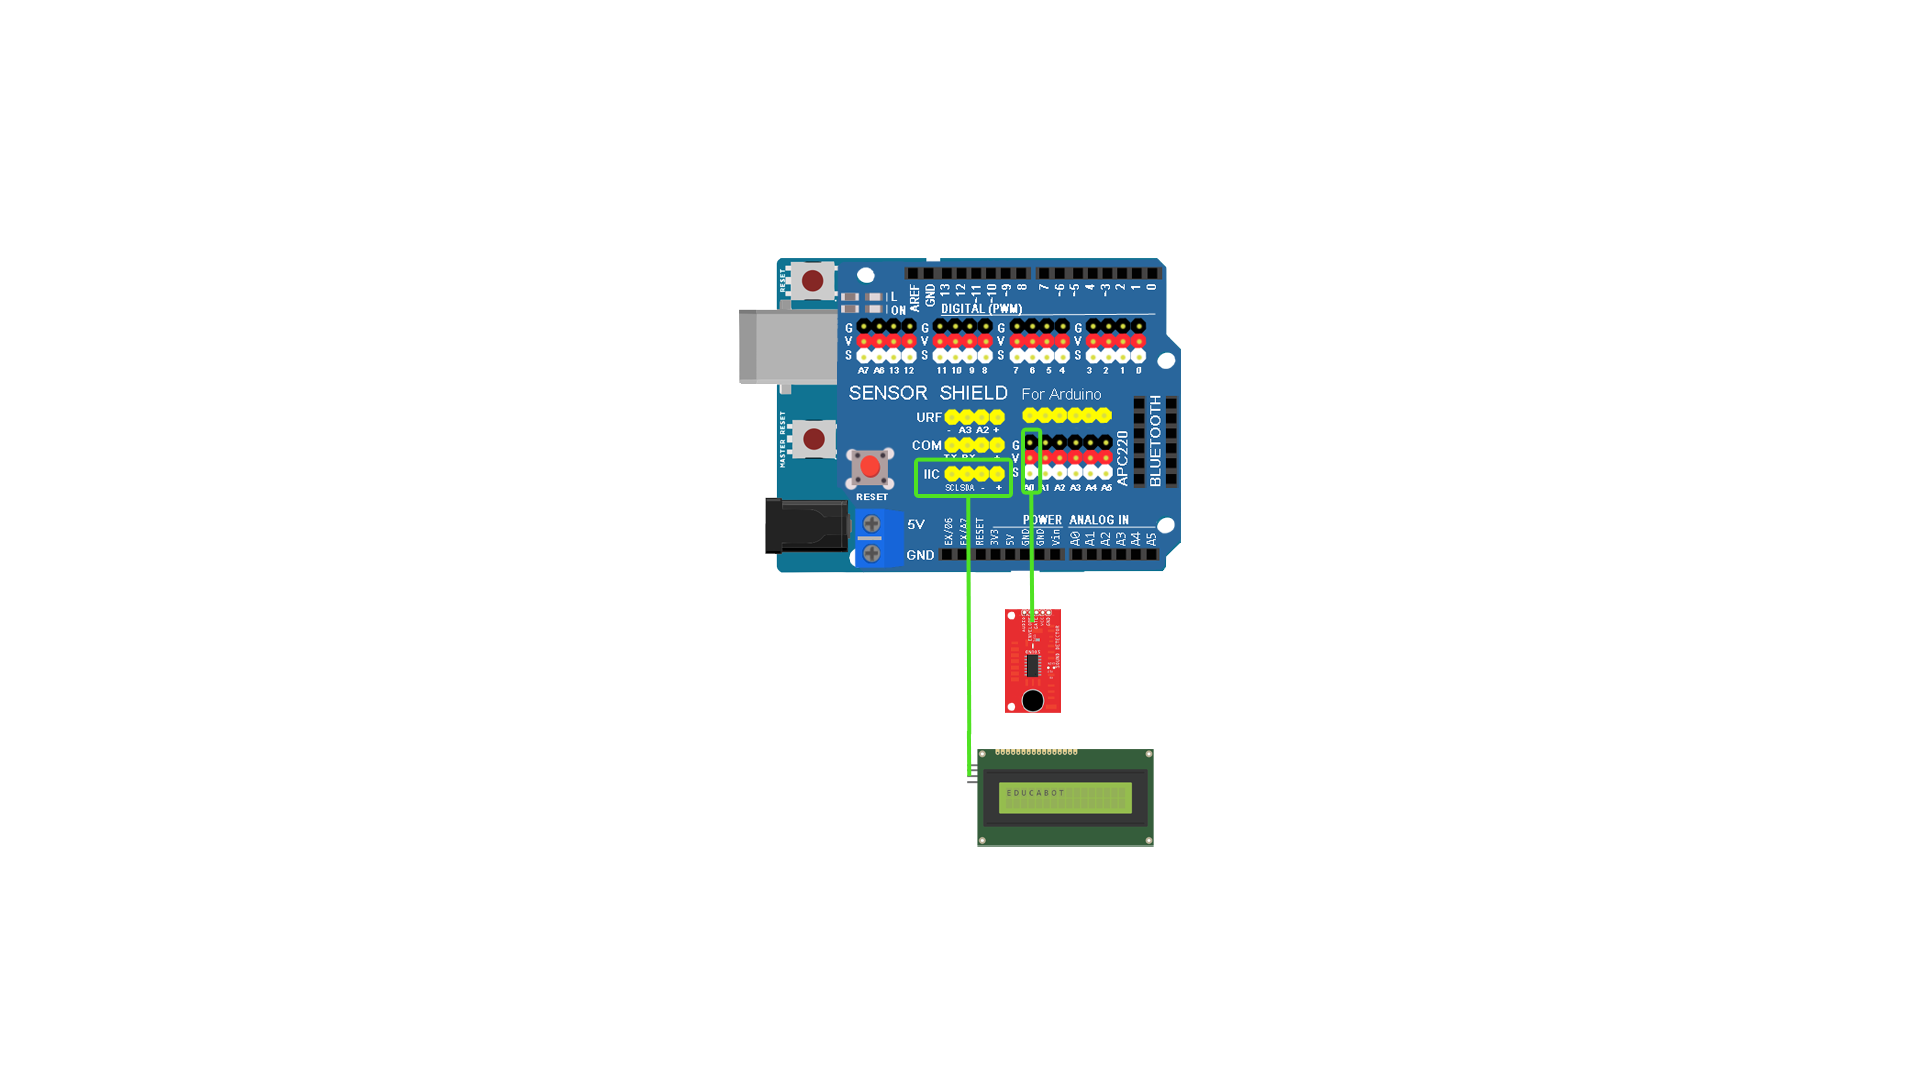 RESET
L
ON
AREF GND 13 12 ~11 ~10 ~9 8 7 ~6 ~5 4 ~3 2 1 0
DIGITAL (PWM)
G G G G
V V V V
S S S S
A7 A6 13 12 11 10 9 8 7 6 5 4 3 2 1 0
SENSOR SHIELD For Arduino
URF
- A3 A2 +
COM
TX RX - +
G
V
S
IIC
SCL SDA - +
A0 A1 A2 A3 A4 A5
APC220
BLUETOOTH
MASTER RESET
RESET
5V
GND
POWER ANALOG IN
EX/06 EX/A7 RESET 3V3 5V GND GND Vin A0 A1 A2 A3 A4 A5
SOUND DETECTOR
EDUCABOT